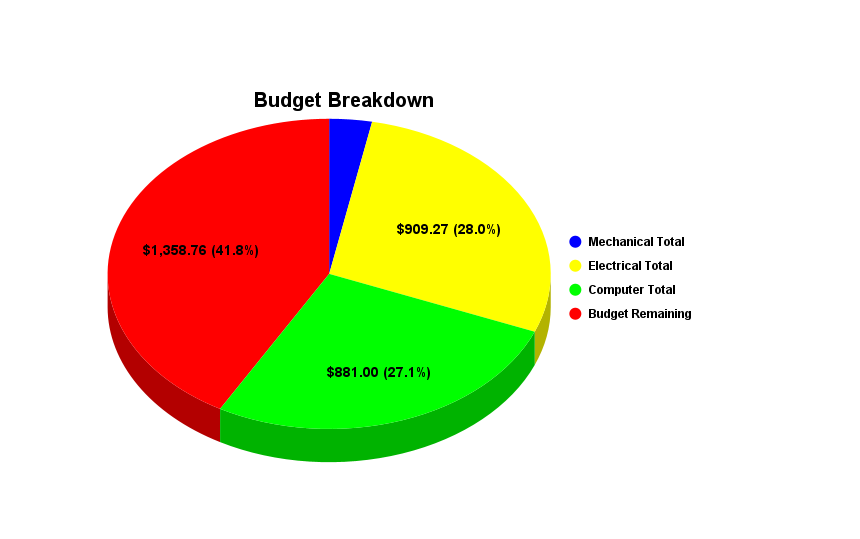 Budget Breakdown
$1,358.76 (41.8%)
$909.27 (28.0%)
$881.00 (27.1%)
Mechanical Total
Electrical Total
Computer Total
Budget Remaining